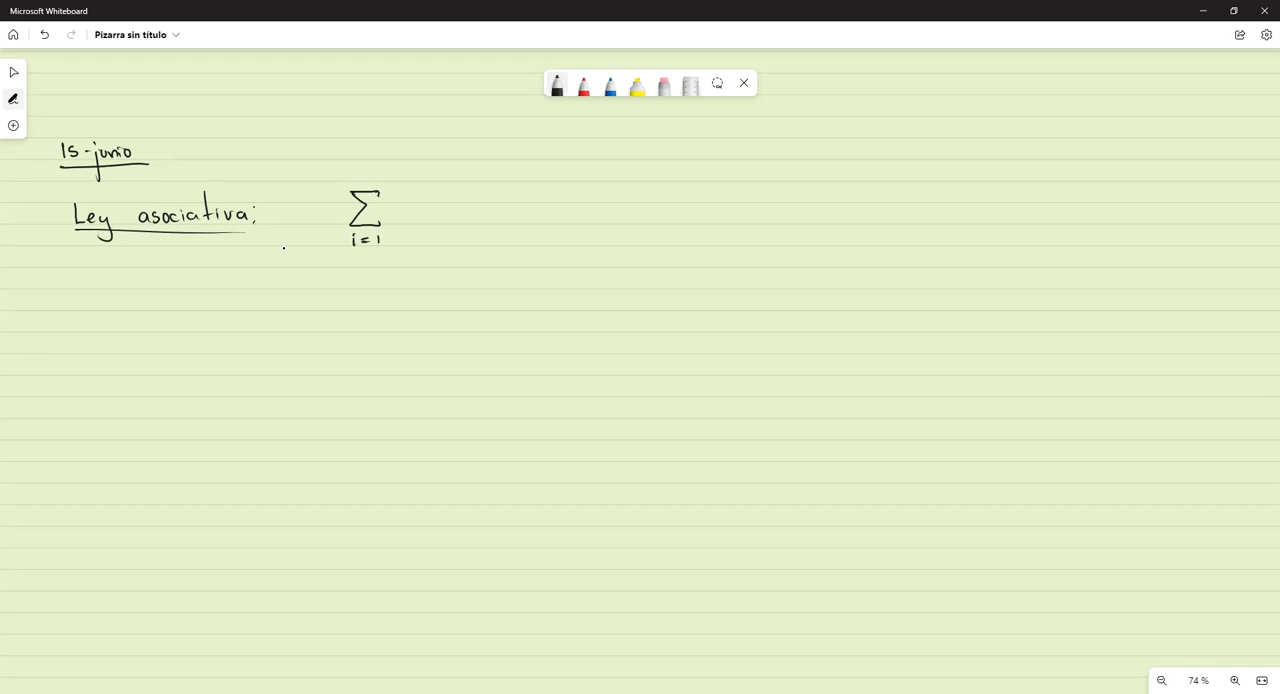 Microsoft Whiteboard
Pizarra sin título
15-junio
Ley asociativa: ∑
i=1
74 %